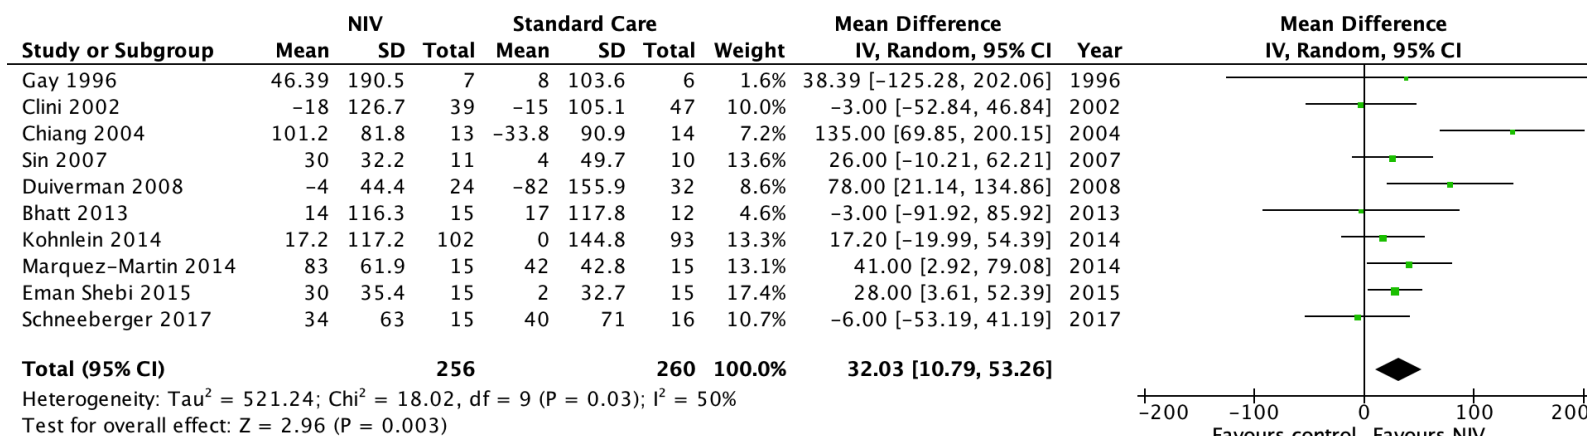 NIV Standard Care Mean Difference Mean Difference
Study or Subgroup Mean SD Total Mean SD Total Weight IV, Random, 95% CI Year IV, Random, 95% CI
Gay 1996 46.39 190.5 7 8 103.6 6 1.6% 38.39 [−125.28, 202.06] 1996
Clini 2002 −18 126.7 39 −15 105.1 47 10.0% −3.00 [−52.84, 46.84] 2002
Chiang 2004 101.2 81.8 13 −33.8 90.9 14 7.2% 135.00 [69.85, 200.15] 2004
Sin 2007 30 32.2 11 4 49.7 10 13.6% 26.00 [−10.21, 62.21] 2007
Duiverman 2008 −4 44.4 24 −82 155.9 32 8.6% 78.00 [21.14, 134.86] 2008
Bhatt 2013 14 116.3 15 17 117.8 12 4.6% −3.00 [−91.92, 85.92] 2013
Kohnlein 2014 17.2 117.2 102 0 144.8 93 13.3% 17.20 [−19.99, 54.39] 2014
Marquez−Martin 2014 83 61.9 15 42 42.8 15 13.1% 41.00 [2.92, 79.08] 2014
Eman Shebi 2015 30 35.4 15 2 32.7 15 17.4% 28.00 [3.61, 52.39] 2015
Schneeberger 2017 34 63 15 40 71 16 10.7% −6.00 [−53.19, 41.19] 2017
Total (95% CI) 256 260 100.0% 32.03 [10.79, 53.26]
Heterogeneity: Tau² = 521.24; Chi² = 18.02, df = 9 (P = 0.03); I² = 50%
Test for overall effect: Z = 2.96 (P = 0.003)
−200 −100 0 100 200
Favours control Favours NIV